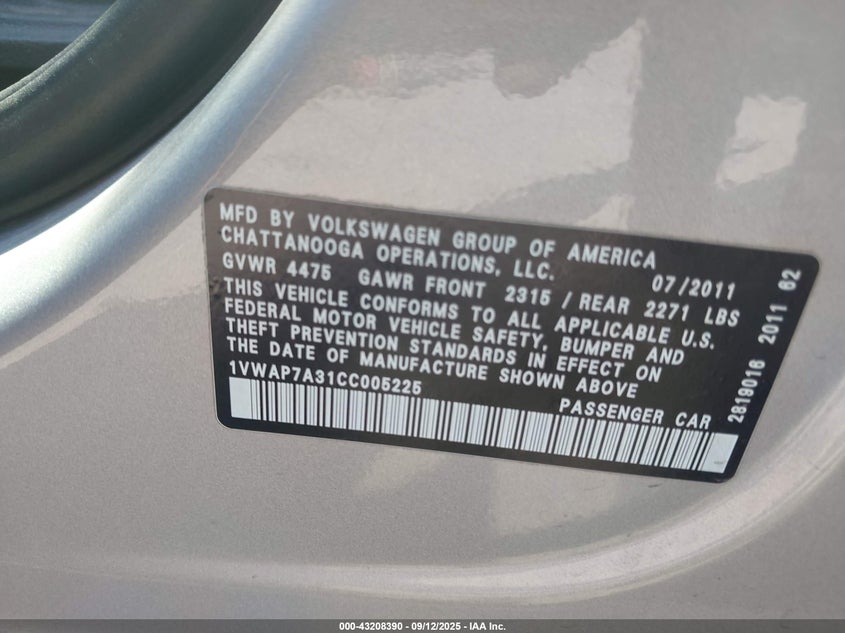 MFD BY VOLKSWAGEN GROUP OF AMERICA
CHATTANOOGA OPERATIONS, LLC.
GVWR 4475 GAWR FRONT 2315 / REAR 2271 LBS
07/2011
THIS VEHICLE CONFORMS TO ALL APPLICABLE U.S.
FEDERAL MOTOR VEHICLE SAFETY, BUMPER AND
THEFT PREVENTION STANDARDS IN EFFECT ON
THE DATE OF MANUFACTURE SHOWN ABOVE
1VWAP7A31CC005225
PASSENGER CAR
2819016 2011 62
000-43208390 - 09/12/2025 - IAA Inc.